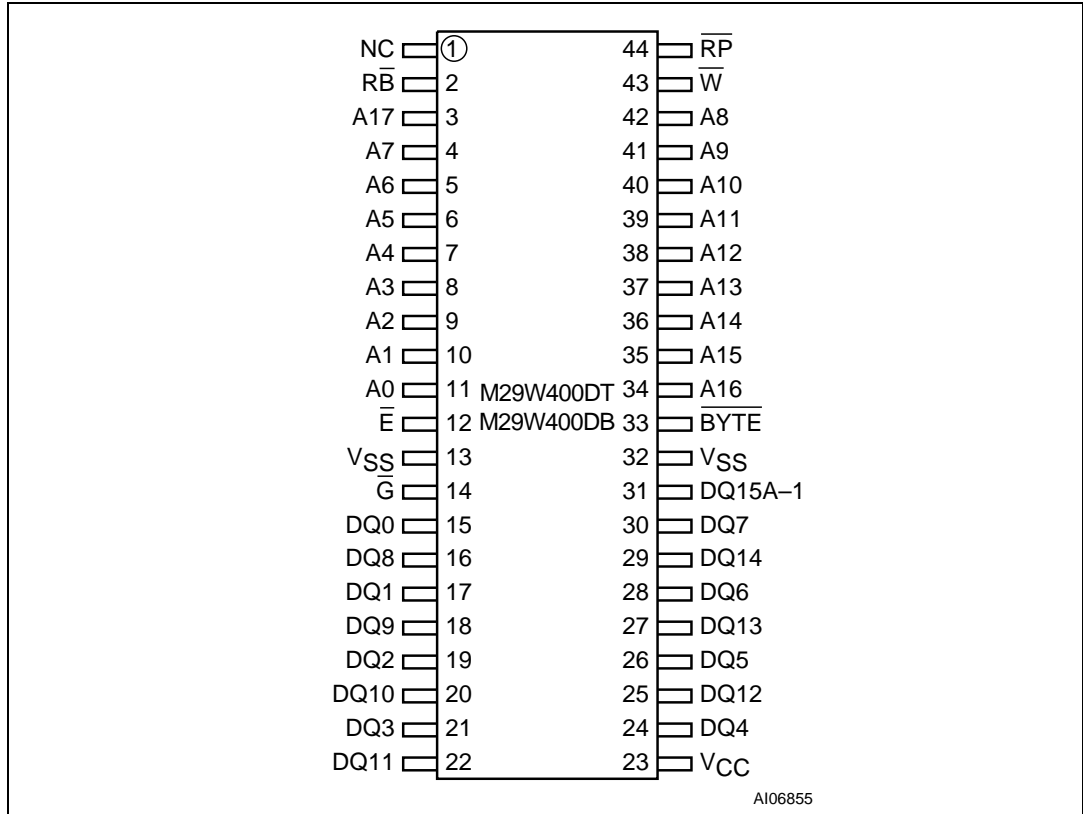 NC 1 44 R̅P̅
RB̅ 2 43 W̅
A17 3 42 A8
A7 4 41 A9
A6 5 40 A10
A5 6 39 A11
A4 7 38 A12
A3 8 37 A13
A2 9 36 A14
A1 10 35 A15
A0 11 M29W400DT 34 A16
E̅ 12 M29W400DB 33 B̅Y̅T̅E̅
VSS 13 32 VSS
G̅ 14 31 DQ15A–1
DQ0 15 30 DQ7
DQ8 16 29 DQ14
DQ1 17 28 DQ6
DQ9 18 27 DQ13
DQ2 19 26 DQ5
DQ10 20 25 DQ12
DQ3 21 24 DQ4
DQ11 22 23 VCC
AI06855